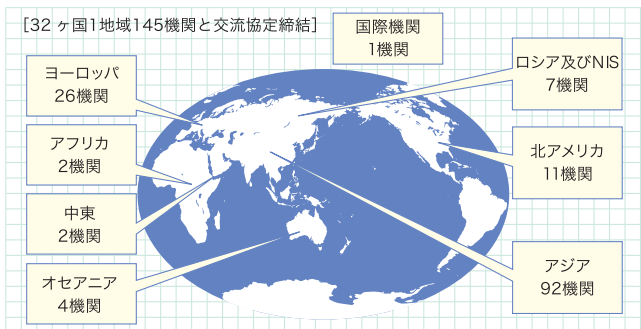 [32 ヶ国1地域145機関と交流協定締結]
国際機関
1機関
ヨーロッパ
26機関
ロシア及びNIS
7機関
アフリカ
2機関
北アメリカ
11機関
中東
2機関
オセアニア
4機関
アジア
92機関